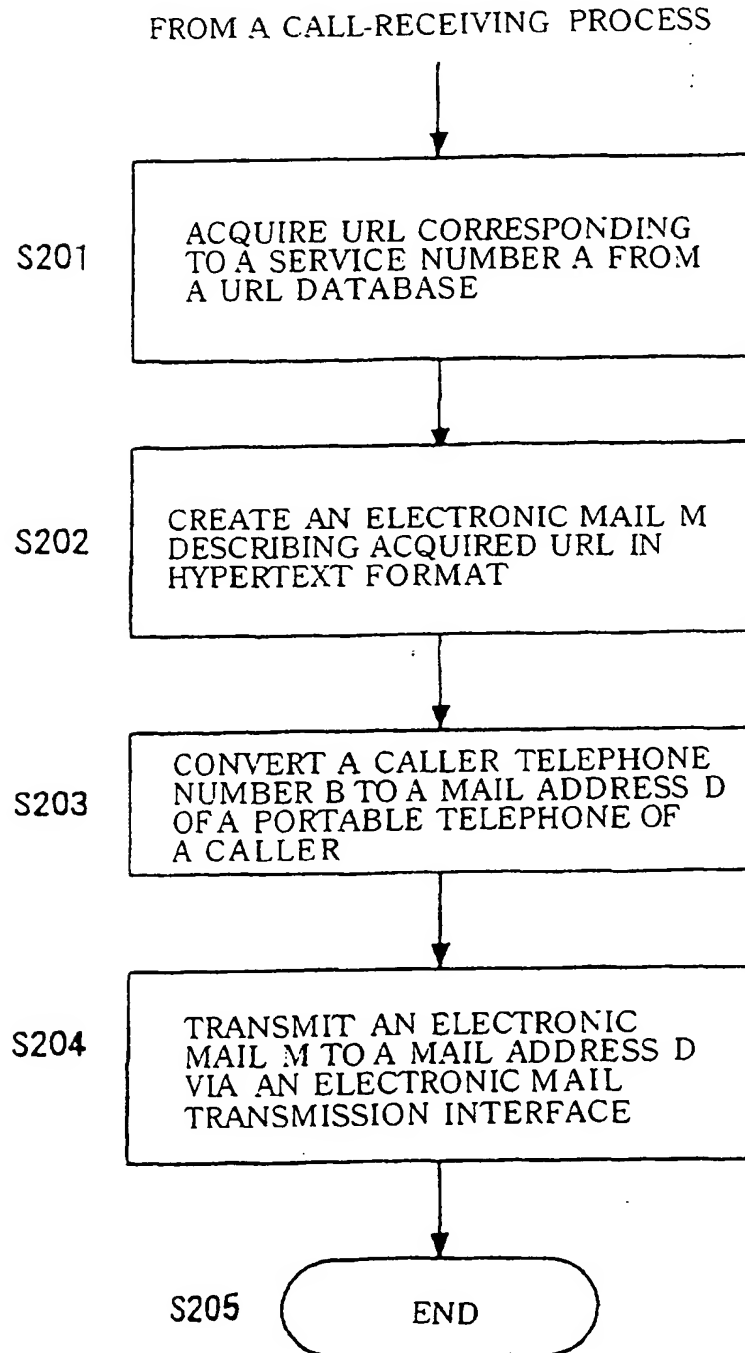 FROM A CALL-RECEIVING PROCESS
S201
ACQUIRE URL CORRESPONDING
TO A SERVICE NUMBER A FROM
A URL DATABASE
S202
CREATE AN ELECTRONIC MAIL M
DESCRIBING ACQUIRED URL IN
HYPERTEXT FORMAT
S203
CONVERT A CALLER TELEPHONE
NUMBER B TO A MAIL ADDRESS D
OF A PORTABLE TELEPHONE OF
A CALLER
S204
TRANSMIT AN ELECTRONIC
MAIL M TO A MAIL ADDRESS D
VIA AN ELECTRONIC MAIL
TRANSMISSION INTERFACE
S205
END